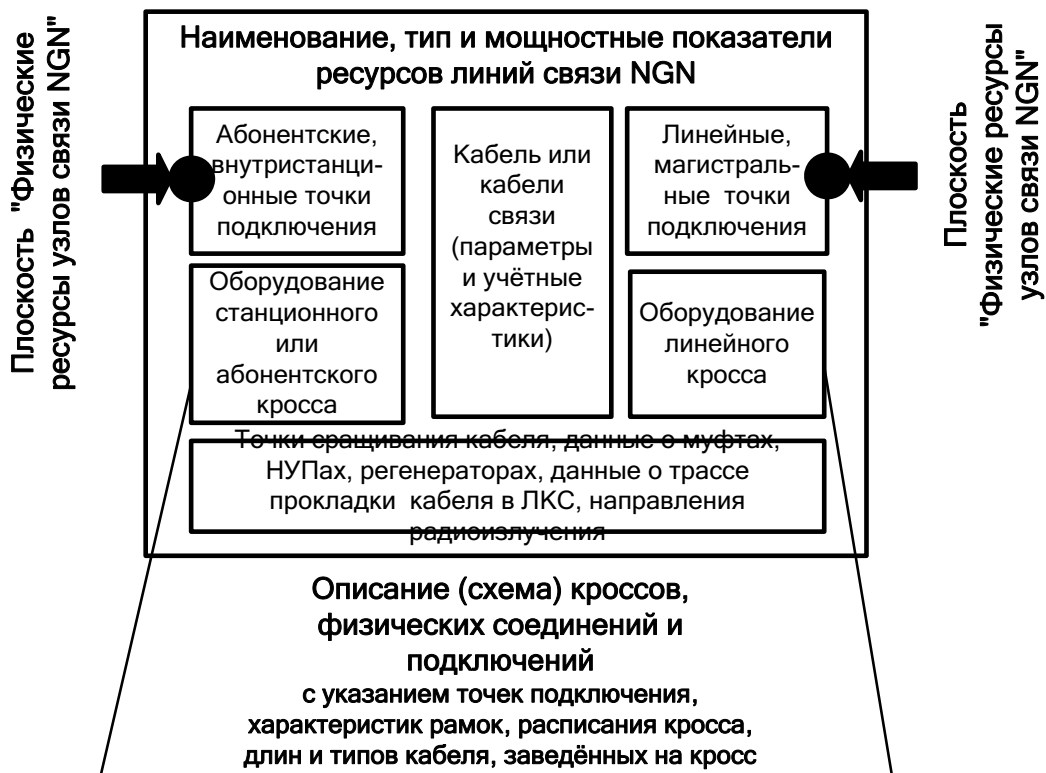 Плоскость "Физические
ресурсы узлов связи NGN"
Наименование, тип и мощностные показатели
ресурсов линий связи NGN
Абонентские,
внутристанци-
онные точки
подключения
Кабель или
кабели
связи
(параметры
и учётные
характерис-
тики)
Линейные,
магистраль-
ные точки
подключения
Оборудование
станционного
или
абонентского
кросса
Оборудование
линейного
кросса
Точки сращивания кабеля, данные о муфтах,
НУПах, регенераторах, данные о трассе
прокладки кабеля в ЛКС, направления
радиоизлучения
Плоскость
"Физические ресурсы
узлов связи NGN"
Описание (схема) кроссов,
физических соединений и
подключений
с указанием точек подключения,
характеристик рамок, расписания кросса,
длин и типов кабеля, заведённых на кросс